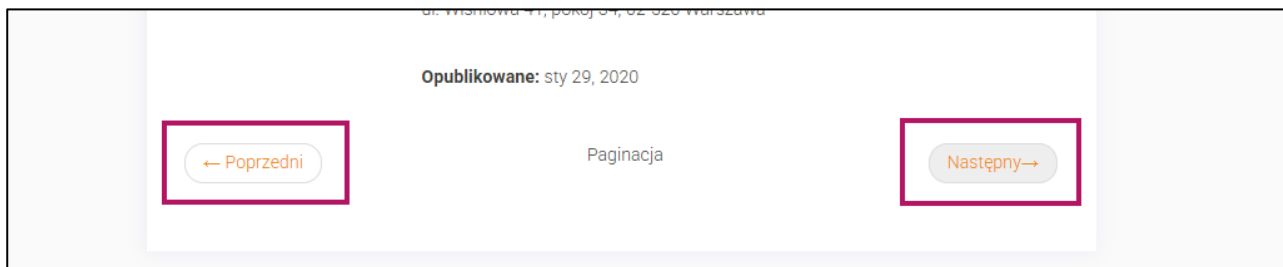 Opublikowane: sty 29, 2020
← Poprzedni
Paginacja
Następny→